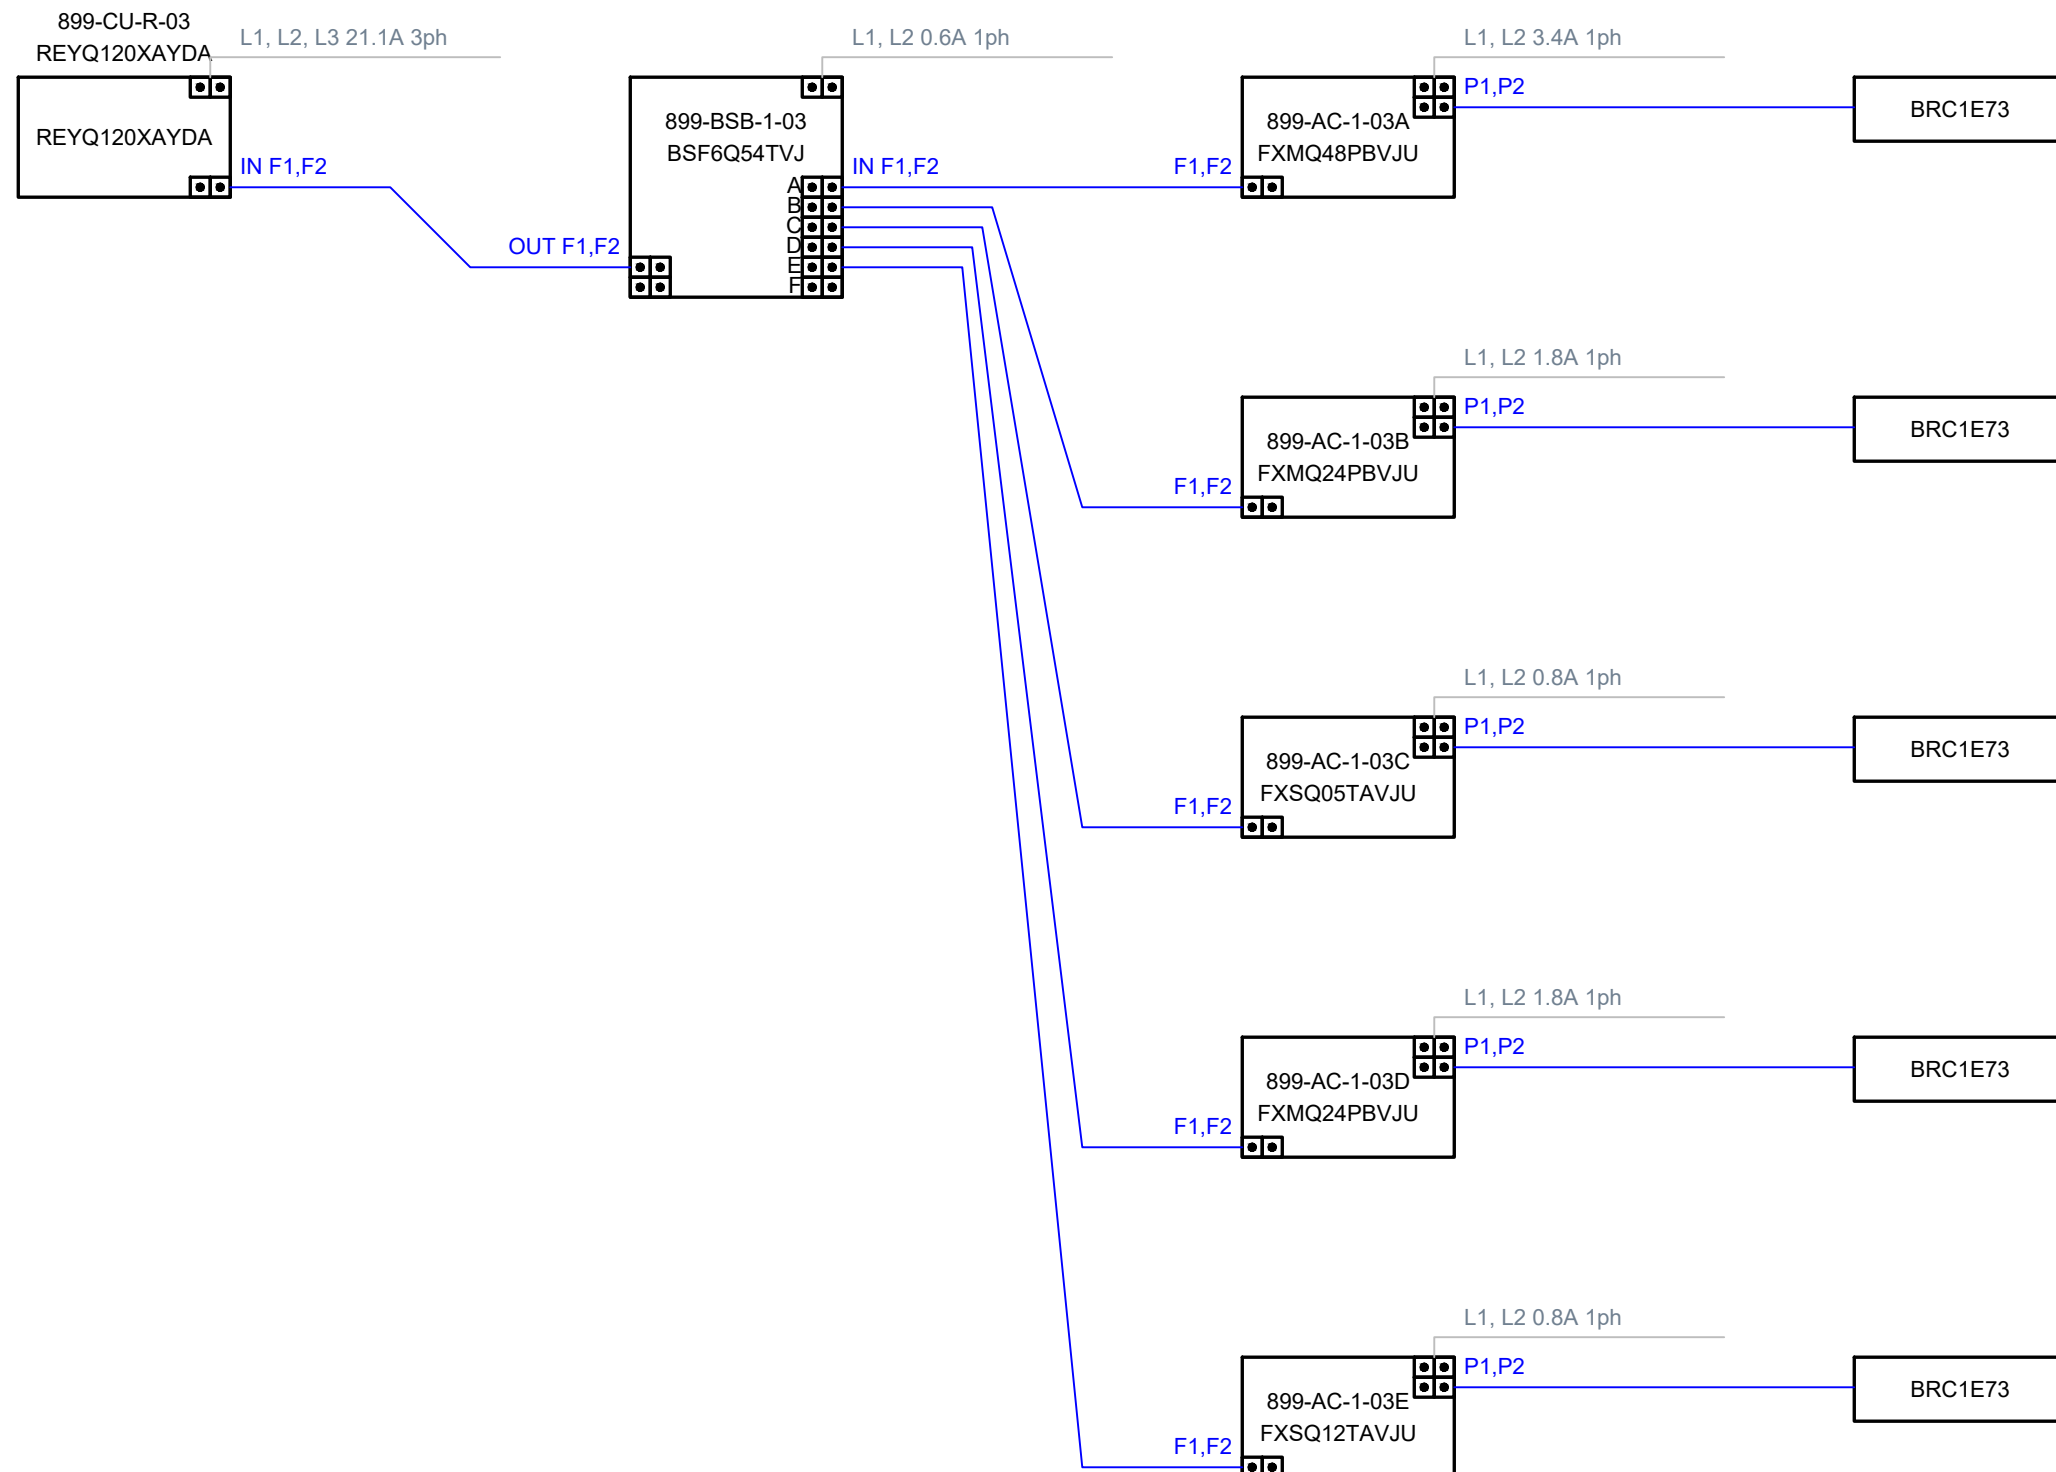 899-CU-R-03
REYQ120XAYDA
L1, L2, L3 21.1A 3ph
REYQ120XAYDA
IN F1,F2
OUT F1,F2
L1, L2 0.6A 1ph
899-BSB-1-03
BSF6Q54TVJ
IN F1,F2
A
B
C
D
E
F
L1, L2 3.4A 1ph
P1,P2
899-AC-1-03A
FXMQ48PBVJU
F1,F2
BRC1E73
L1, L2 1.8A 1ph
P1,P2
899-AC-1-03B
FXMQ24PBVJU
F1,F2
BRC1E73
L1, L2 0.8A 1ph
P1,P2
899-AC-1-03C
FXSQ05TAVJU
F1,F2
BRC1E73
L1, L2 1.8A 1ph
P1,P2
899-AC-1-03D
FXMQ24PBVJU
F1,F2
BRC1E73
L1, L2 0.8A 1ph
P1,P2
899-AC-1-03E
FXSQ12TAVJU
F1,F2
BRC1E73